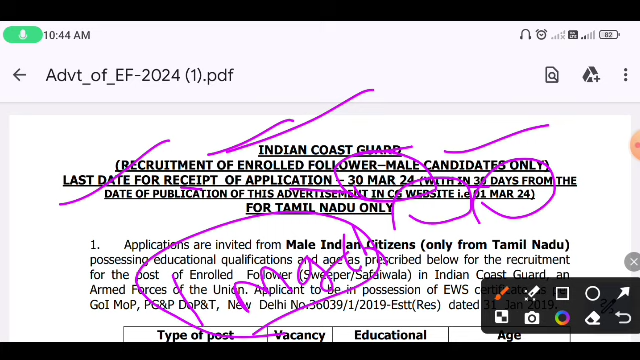 10:44 AM
82
Advt_of_EF-2024 (1).pdf
INDIAN COAST GUARD
(RECRUITMENT OF ENROLLED FOLLOWER–MALE CANDIDATES ONLY)
LAST DATE FOR RECEIPT OF APPLICATION – 30 MAR 24 (WITH IN 30 DAYS FROM THE
DATE OF PUBLICATION OF THIS ADVERTISEMENT IN CG WEBSITE i.e 01 MAR 24)
FOR TAMIL NADU ONLY
1. Applications are invited from Male Indian Citizens (only from Tamil Nadu)
possessing educational qualifications and age as prescribed below for the recruitment
for the post of Enrolled Follower (Sweeper/Safaiwala) in Indian Coast Guard, an
Armed Forces of the Union. Applicant to be in possession of EWS certificate as
GoI MoP, PG&P DoP&T, New Delhi No.36039/1/2019-Estt(Res) dated 31 Jan 2019.
Type of post Vacancy Educational Age